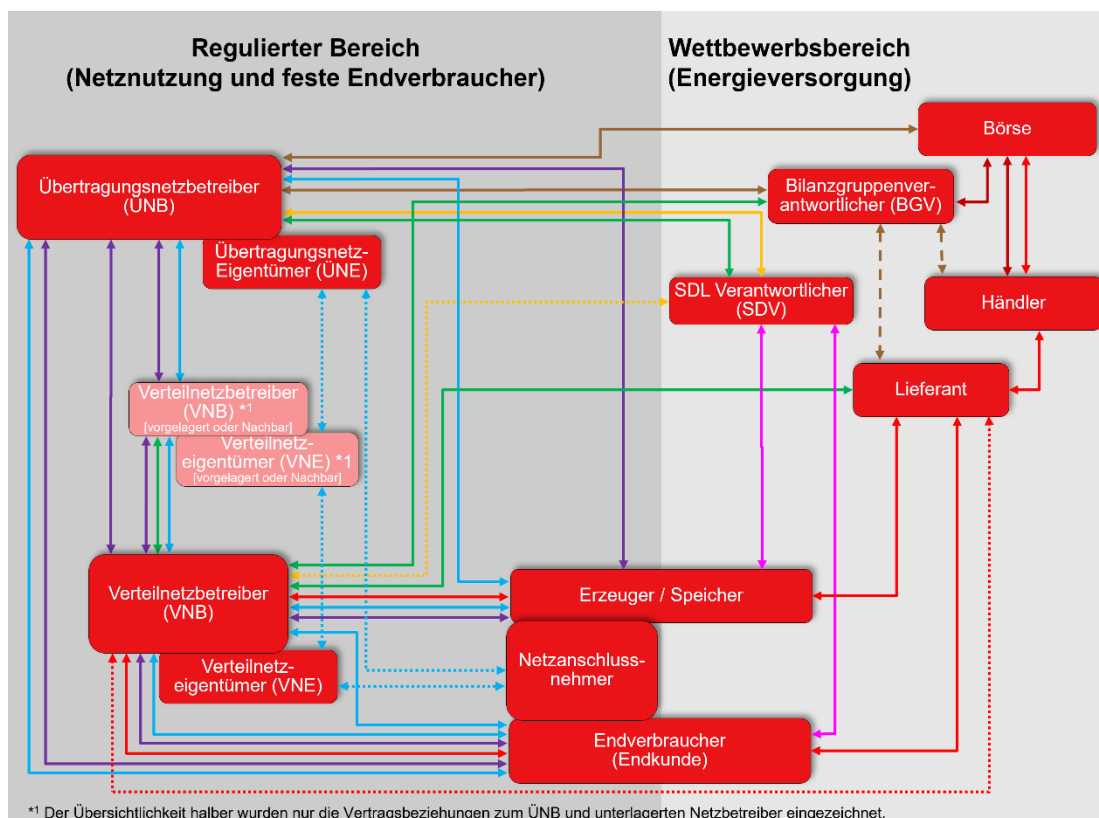 Regulierter Bereich
(Netznutzung und feste Endverbraucher)
Wettbewerbsbereich
(Energieversorgung)
Börse
Übertragungsnetzbetreiber
(ÜNB)
Bilanzgruppenver-
antwortlicher (BGV)
Übertragungsnetz-
Eigentümer (ÜNE)
SDL Verantwortlicher
(SDV)
Händler
Verteilnetzbetreiber
(VNB) *1
[vorgelagert oder Nachbar]
Lieferant
Verteilnetz-
eigentümer (VNE) *1
[vorgelagert oder Nachbar]
Verteilnetzbetreiber
(VNB)
Erzeuger / Speicher
Netzanschluss-
nehmer
Verteilnetz-
eigentümer (VNE)
Endverbraucher
(Endkunde)
*1 Der Übersichtlichkeit halber wurden nur die Vertragsbeziehungen zum ÜNB und unterlagerten Netzbetreiber eingezeichnet.